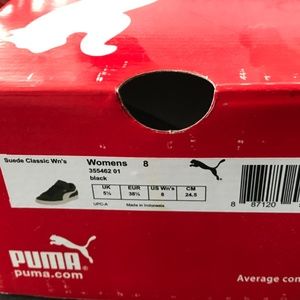 Suede Classic Wn's
Womens 8
355462 01
black
UK EUR US Wn's CM
5½ 38½ 8 24.5
UPC-A Made in Indonesia
8 87120
PUMA
puma.com
Average con